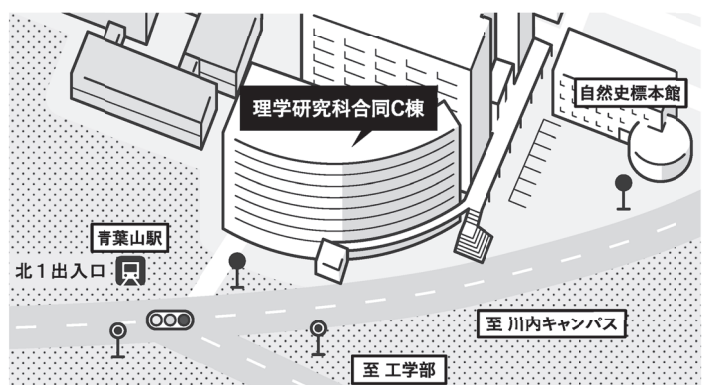 理学研究科合同C棟
自然史標本館
青葉山駅
北1出入口
至 川内キャンパス
至 工学部